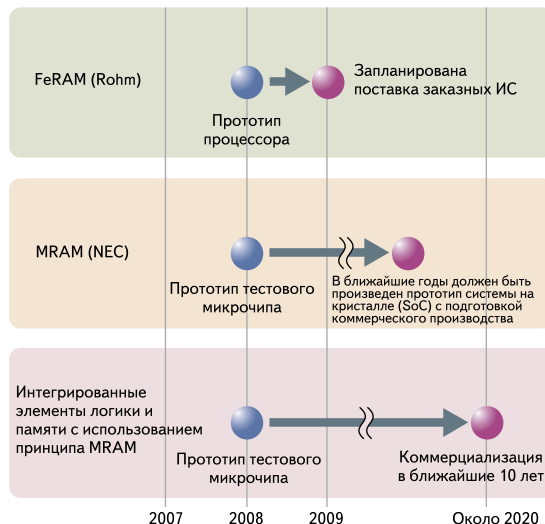 FeRAM (Rohm)
Запланирована
поставка заказных ИС
Прототип
процессора
MRAM (NEC)
Прототип тестового
микрочипа
В ближайшие годы должен быть
произведен прототип системы на
кристалле (SoC) с подготовкой
коммерческого производства
Интегрированные
элементы логики и
памяти с использованием
принципа MRAM
Прототип тестового
микрочипа
Коммерциализация
в ближайшие 10 лет
2007
2008
2009
Около 2020